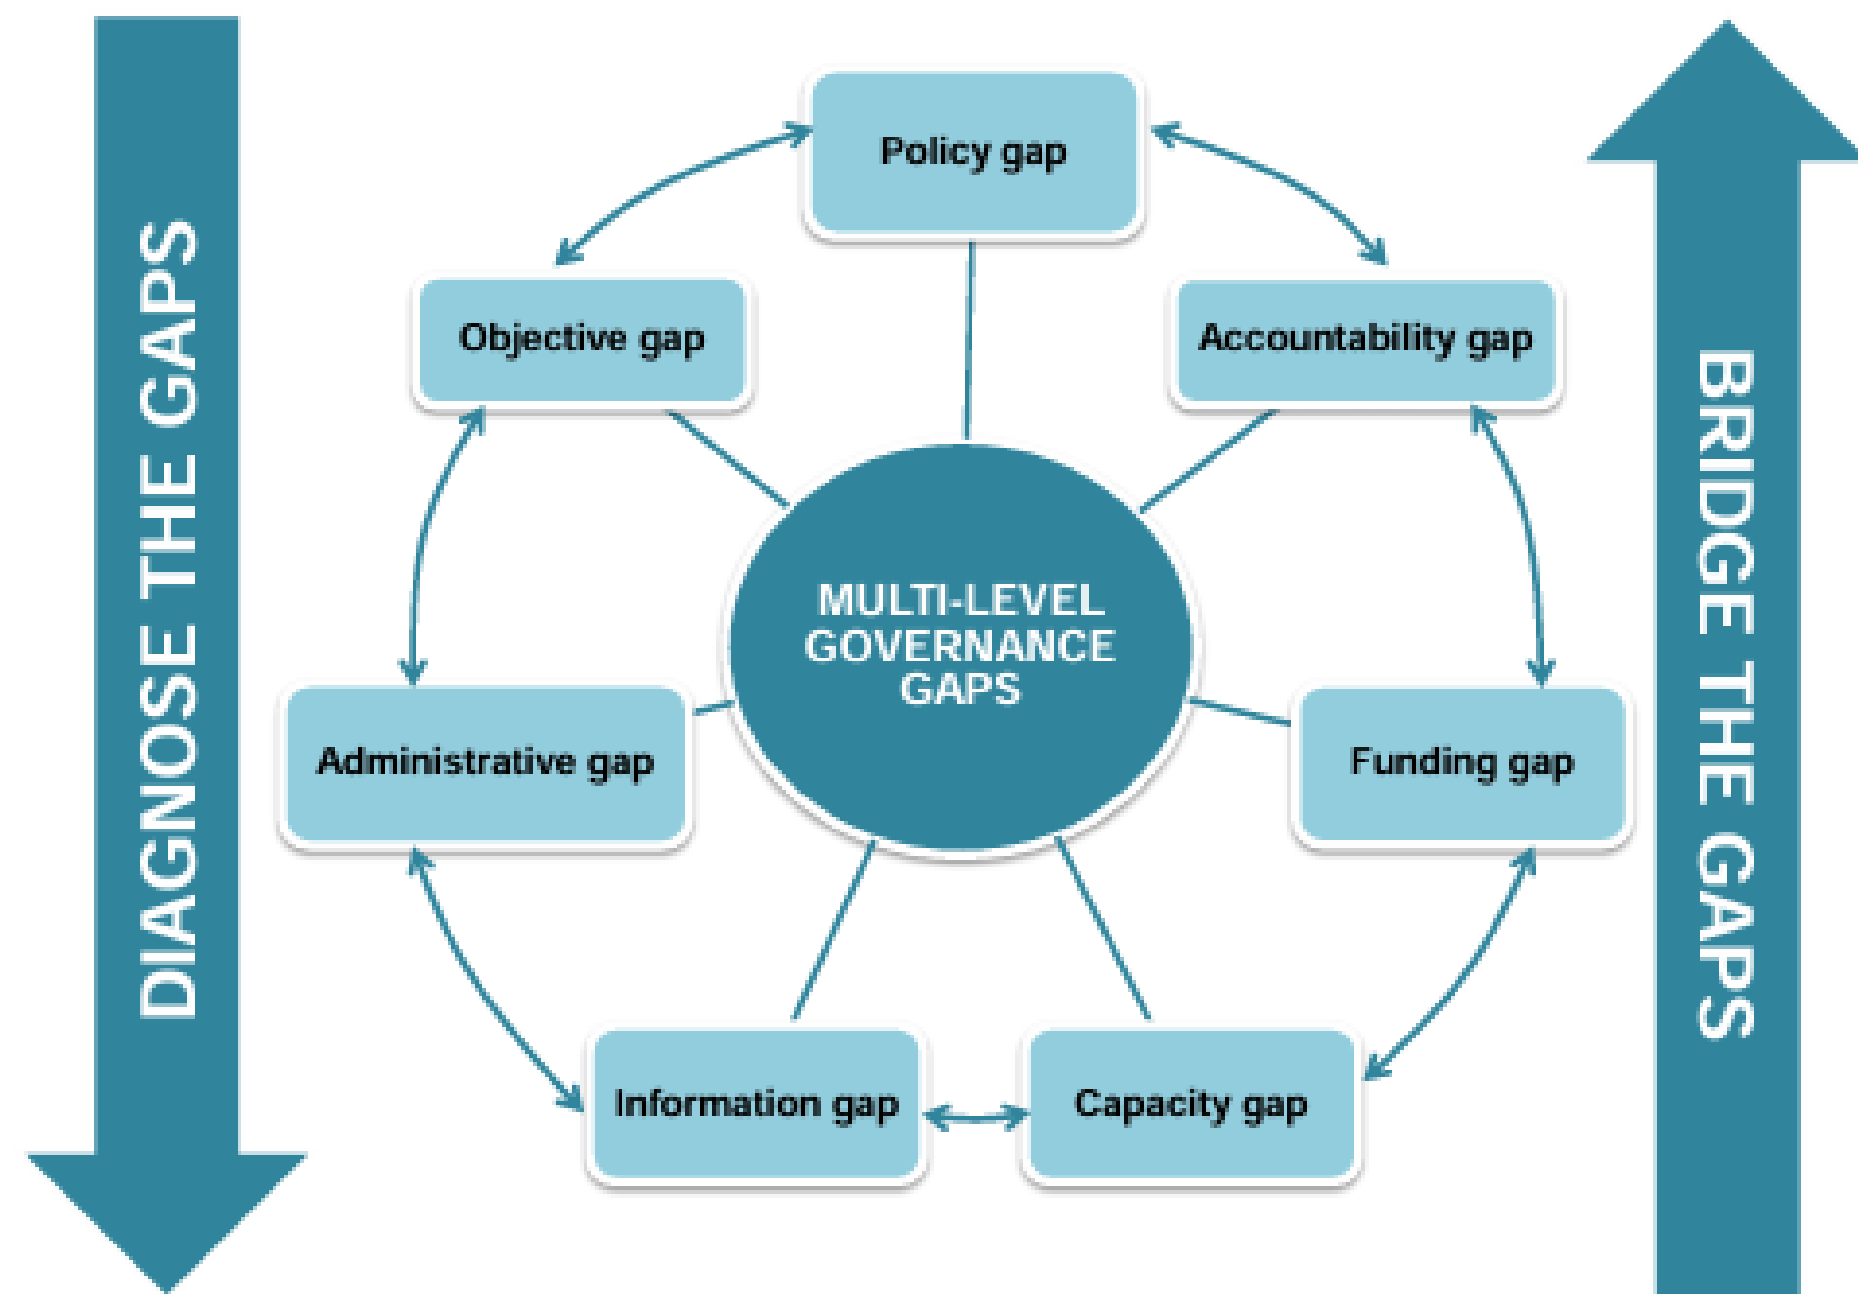 DIAGNOSE THE GAPS
Policy gap
Objective gap
Accountability gap
MULTI-LEVEL
GOVERNANCE
GAPS
Administrative gap
Funding gap
Information gap
Capacity gap
BRIDGE THE GAPS